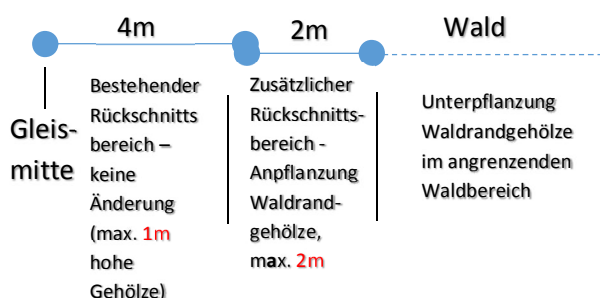 4m
2m
Wald
Gleis-
mitte
Bestehender
Rückschnitts
bereich –
keine
Änderung
(max. 1m
hohe
Gehölze)
Zusätzlicher
Rückschnitts-
bereich -
Anpflanzung
Waldrand-
gehölze,
max. 2m
Unterpflanzung
Waldrandgehölze
im angrenzenden
Waldbereich